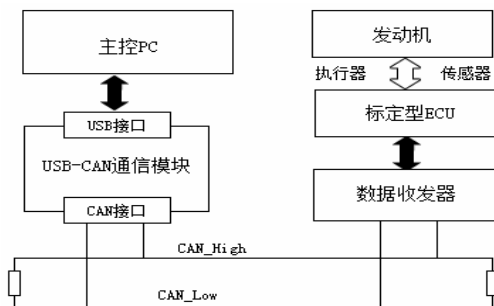 主控PC
发动机
执行器
传感器
USB接口
标定型ECU
USB-CAN通信模块
CAN接口
数据收发器
CAN_High
CAN_Low